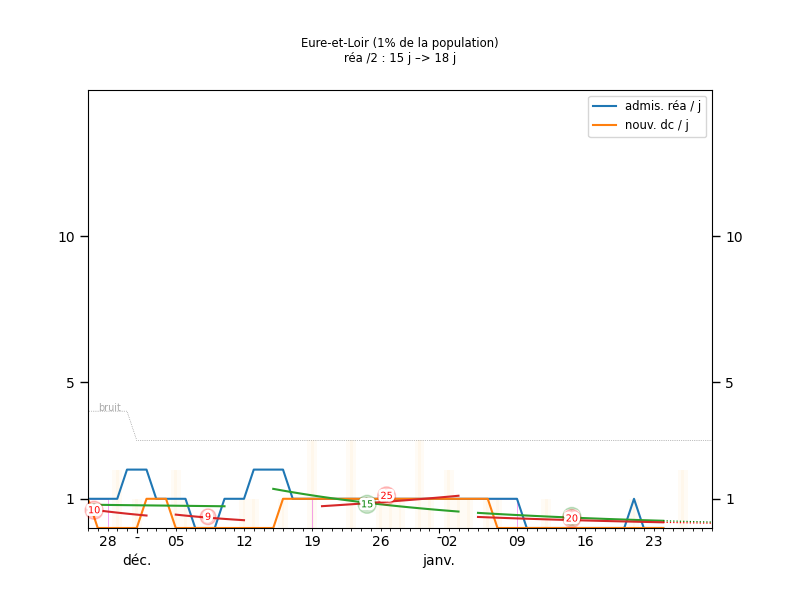 Eure-et-Loir (1% de la population)
réa /2 : 15 j –> 18 j
admis. réa / j
nouv. dc / j
10 10
5 5
bruit
1 1
10 9 15 25 20
28 05 12 19 26 02 09 16 23
déc. janv.